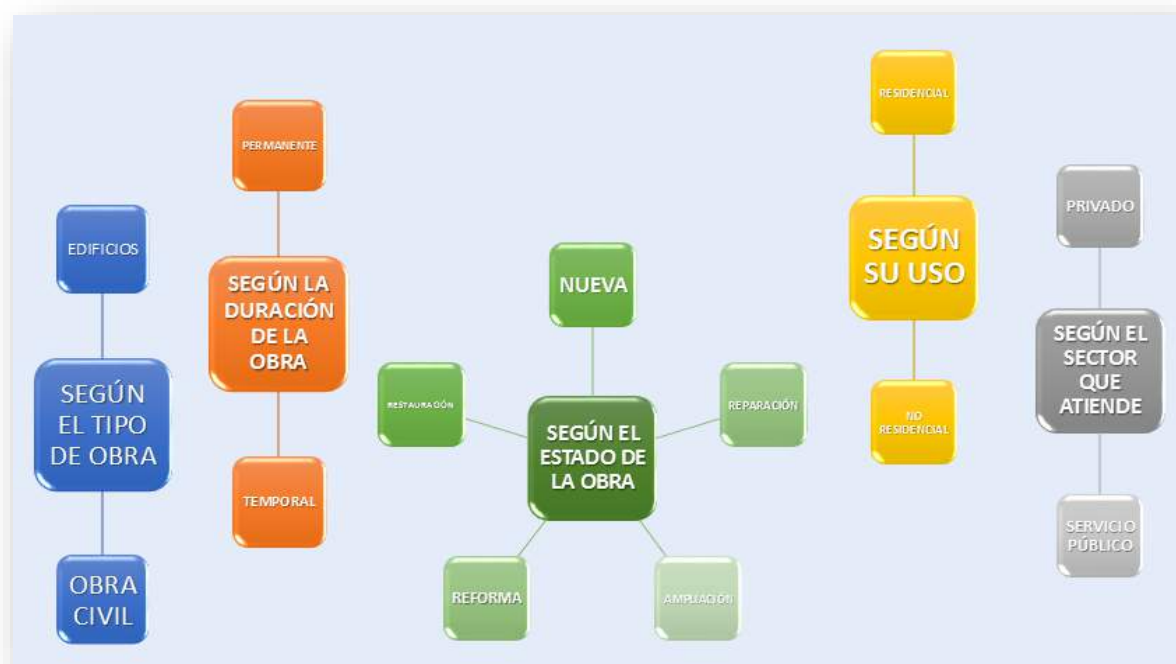 EDIFICIOS
SEGÚN
EL TIPO
DE OBRA
OBRA
CIVIL
PERMANENTE
SEGÚN LA
DURACIÓN
DE LA
OBRA
TEMPORAL
NUEVA
RESTAURACIÓN
REPARACIÓN
SEGÚN EL
ESTADO DE
LA OBRA
REFORMA
AMPLIACIÓN
RESIDENCIAL
SEGÚN
SU USO
NO
RESIDENCIAL
PRIVADO
SEGÚN EL
SECTOR
QUE
ATIENDE
SERVICIO
PÚBLICO